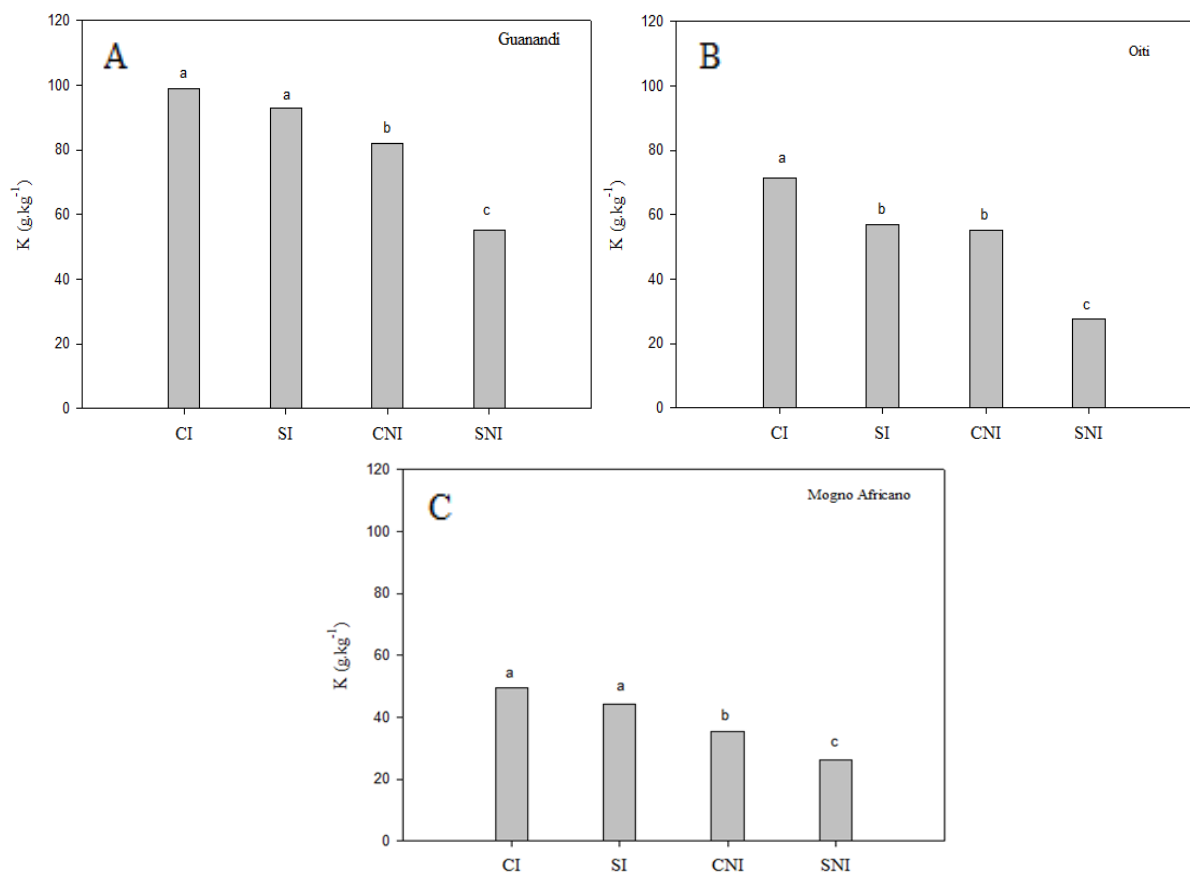 A
Guanandi
K (g.kg⁻¹)
120
100
80
60
40
20
0
a
a
b
c
CI SI CNI SNI
B
Oiti
K (g.kg⁻¹)
120
100
80
60
40
20
0
a
b
b
c
CI SI CNI SNI
C
Mogno Africano
K (g.kg⁻¹)
120
100
80
60
40
20
0
a
a
b
c
CI SI CNI SNI